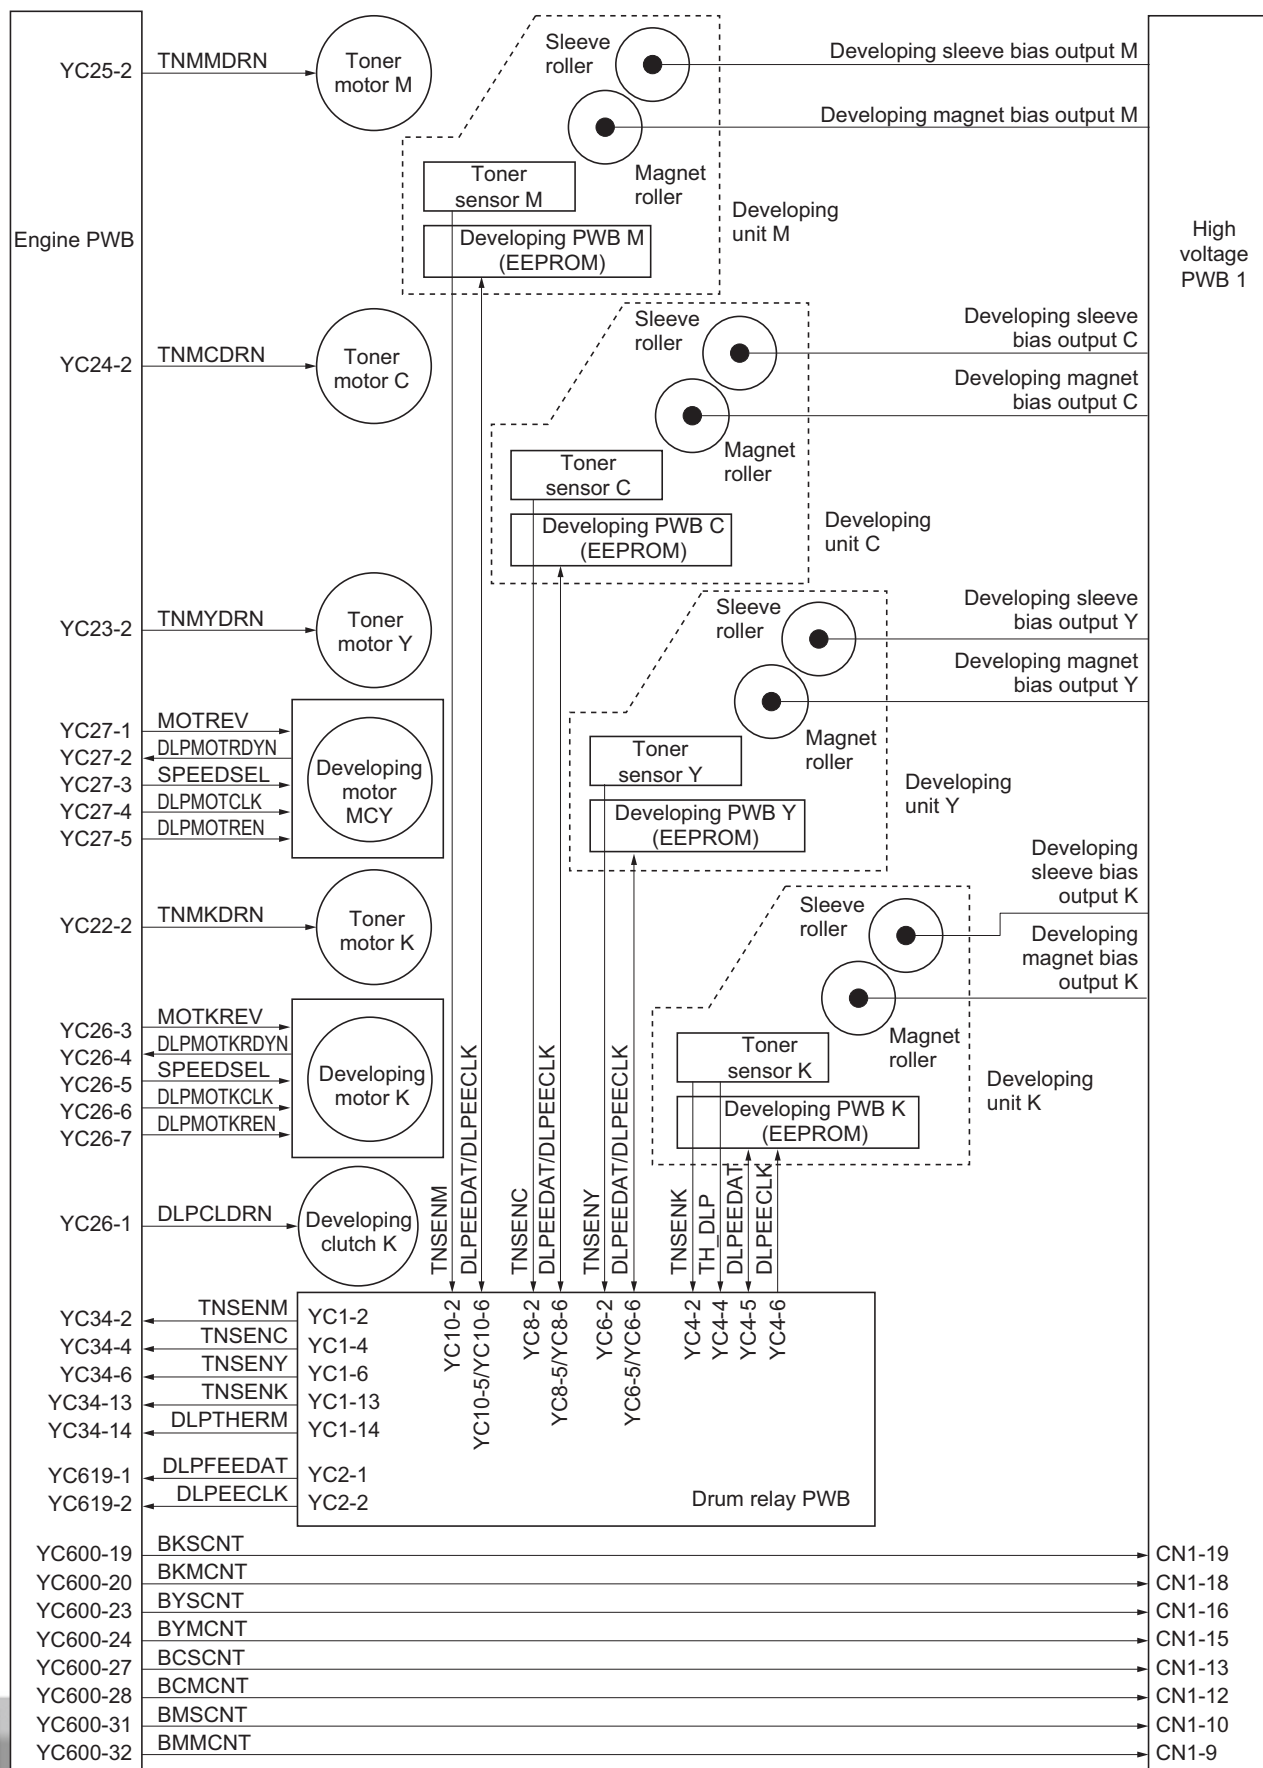 Engine PWB
YC25-2
TNMMDRN
Toner
motor M
Sleeve
roller
Developing sleeve bias output M
Developing magnet bias output M
Magnet
roller
Toner
sensor M
Developing PWB M
(EEPROM)
Developing
unit M
High
voltage
PWB 1
YC24-2
TNMCDRN
Toner
motor C
Sleeve
roller
Developing sleeve
bias output C
Developing magnet
bias output C
Magnet
roller
Toner
sensor C
Developing PWB C
(EEPROM)
Developing
unit C
YC23-2
TNMYDRN
Toner
motor Y
Sleeve
roller
Developing sleeve
bias output Y
Developing magnet
bias output Y
Magnet
roller
Toner
sensor Y
Developing PWB Y
(EEPROM)
Developing
unit Y
YC27-1
MOTREV
YC27-2
DLPMOTRDYN
YC27-3
SPEEDSEL
YC27-4
DLPMOTCLK
YC27-5
DLPMOTREN
Developing
motor
MCY
YC22-2
TNMKDRN
Toner
motor K
Sleeve
roller
Developing
sleeve bias
output K
Developing
magnet bias
output K
Magnet
roller
Toner
sensor K
Developing PWB K
(EEPROM)
Developing
unit K
YC26-3
MOTKREV
YC26-4
DLPMOTKRDYN
YC26-5
SPEEDSEL
YC26-6
DLPMOTKCLK
YC26-7
DLPMOTKREN
Developing
motor K
YC26-1
DLPCLDRN
Developing
clutch K
TNSENM
DLPEEDAT/DLPEECLK
TNSENC
DLPEEDAT/DLPEECLK
TNSENY
DLPEEDAT/DLPEECLK
TNSENK
TH_DLP
DLPEEDAT
DLPEECLK
YC10-2
YC10-5/YC10-6
YC8-2
YC8-5/YC8-6
YC6-2
YC6-5/YC6-6
YC4-2
YC4-4
YC4-5
YC4-6
YC34-2
TNSENM
YC1-2
YC34-4
TNSENC
YC1-4
YC34-6
TNSENY
YC1-6
YC34-13
TNSENK
YC1-13
YC34-14
DLPTHERM
YC1-14
YC619-1
DLPFEEDAT
YC2-1
YC619-2
DLPEECLK
YC2-2
Drum relay PWB
YC600-19
BKSCNT
CN1-19
YC600-20
BKMCNT
CN1-18
YC600-23
BYSCNT
CN1-16
YC600-24
BYMCNT
CN1-15
YC600-27
BCSCNT
CN1-13
YC600-28
BCMCNT
CN1-12
YC600-31
BMSCNT
CN1-10
YC600-32
BMMCNT
CN1-9